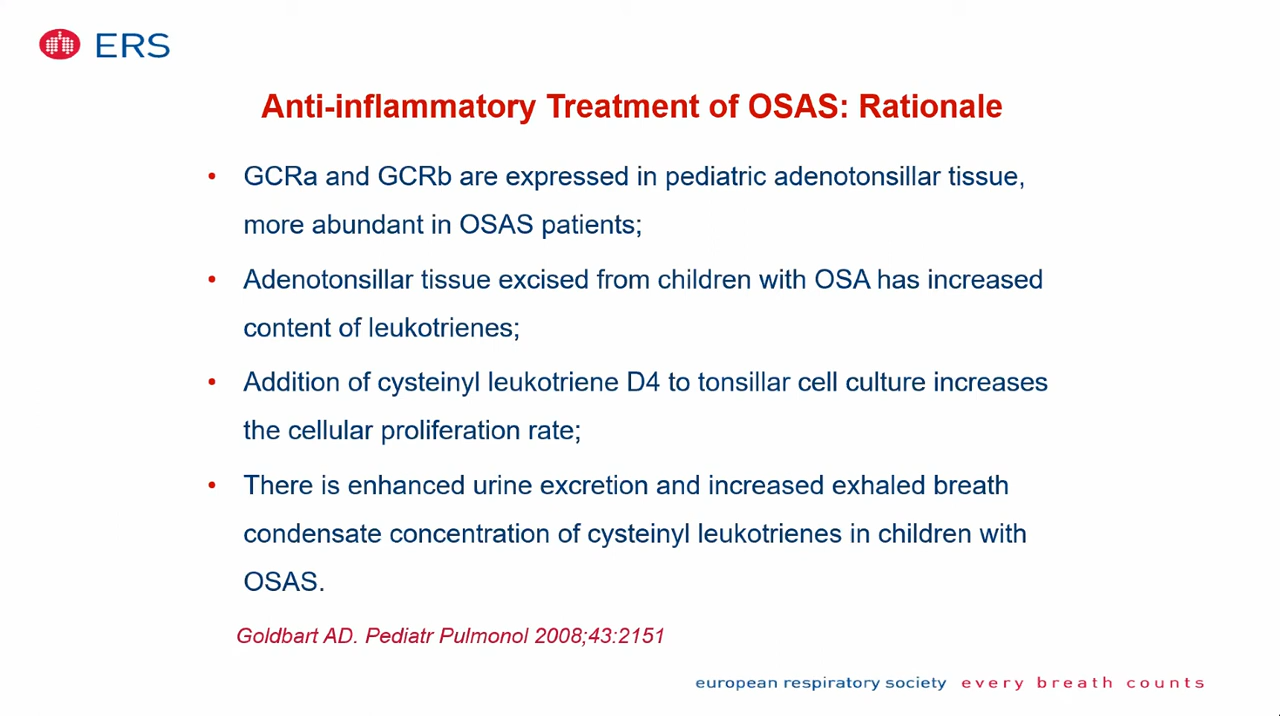 ERS
Anti-inflammatory Treatment of OSAS: Rationale
• GCRa and GCRb are expressed in pediatric adenotonsillar tissue,
more abundant in OSAS patients;
• Adenotonsillar tissue excised from children with OSA has increased
content of leukotrienes;
• Addition of cysteinyl leukotriene D4 to tonsillar cell culture increases
the cellular proliferation rate;
• There is enhanced urine excretion and increased exhaled breath
condensate concentration of cysteinyl leukotrienes in children with
OSAS.
Goldbart AD. Pediatr Pulmonol 2008;43:2151
european respiratory society every breath counts